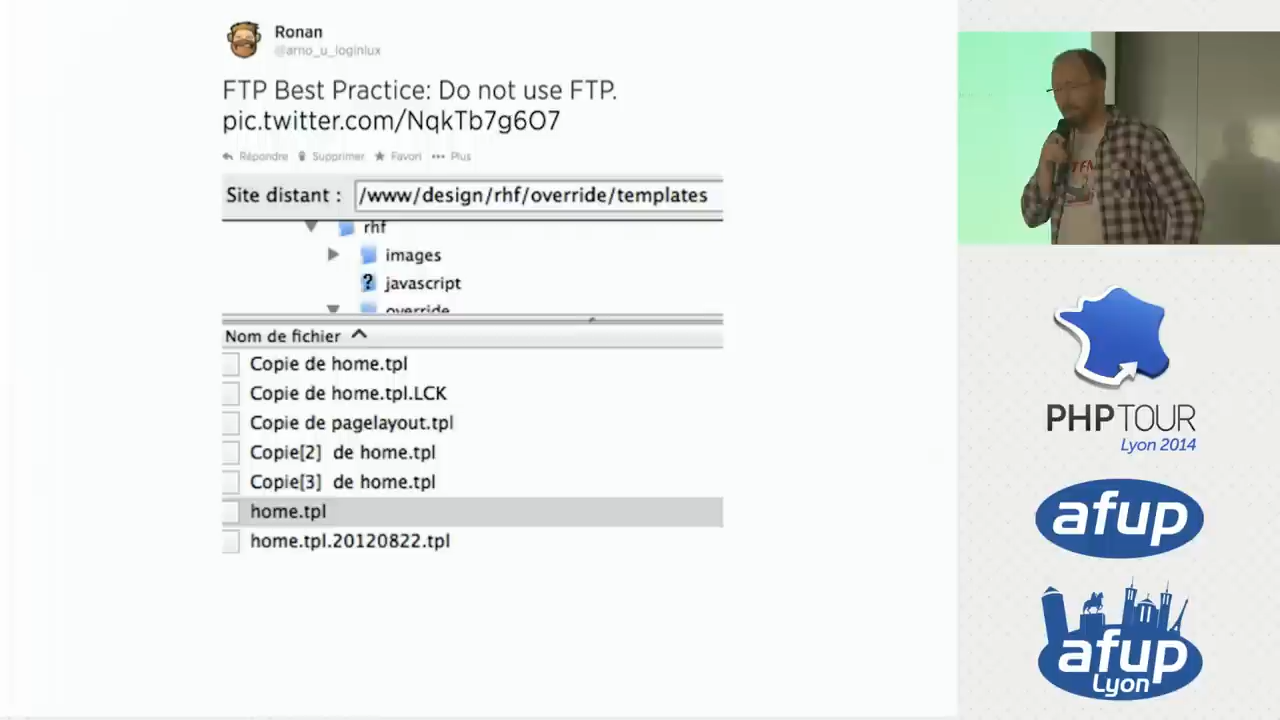 Ronan
@arno_u_loginlux
FTP Best Practice: Do not use FTP.
pic.twitter.com/NqkTb7g6O7
Répondre Supprimer Favori Plus
Site distant : /www/design/rhf/override/templates
rhf
images
javascript
override
Nom de fichier
Copie de home.tpl
Copie de home.tpl.LCK
Copie de pagelayout.tpl
Copie[2] de home.tpl
Copie[3] de home.tpl
home.tpl
home.tpl.20120822.tpl
PHPTOUR
Lyon 2014
afup
afup
Lyon